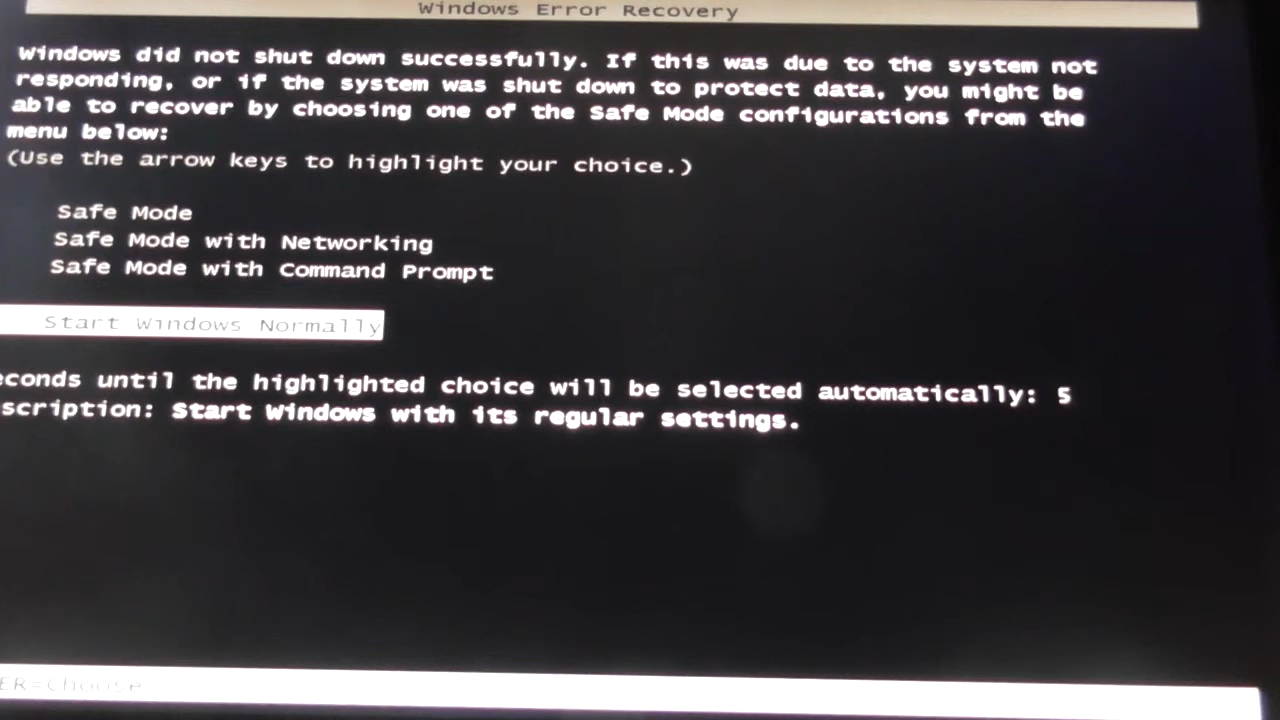 Windows Error Recovery
Windows did not shut down successfully. If this was due to the system not
responding, or if the system was shut down to protect data, you might be
able to recover by choosing one of the Safe Mode configurations from the
menu below:
(Use the arrow keys to highlight your choice.)
Safe Mode
Safe Mode with Networking
Safe Mode with Command Prompt
Start Windows Normally
econds until the highlighted choice will be selected automatically: 5
scription: Start Windows with its regular settings.
ER=Choose